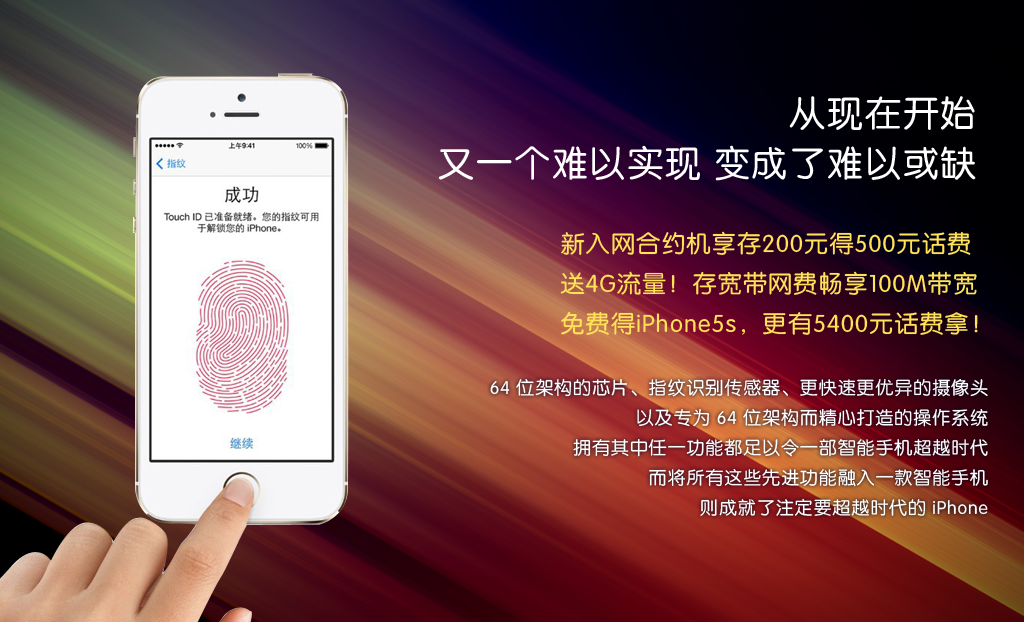 上午9:41
100%
指纹
成功
Touch ID 已准备就绪。您的指纹可用
于解锁您的 iPhone。
继续
从现在开始
又一个难以实现 变成了难以或缺
新入网合约机享存200元得500元话费
送4G流量！存宽带网费畅享100M带宽
免费得iPhone5s，更有5400元话费拿！
64 位架构的芯片、指纹识别传感器、更快速更优异的摄像头
以及专为 64 位架构而精心打造的操作系统
拥有其中任一功能都足以令一部智能手机超越时代
而将所有这些先进功能融入一款智能手机
则成就了注定要超越时代的 iPhone